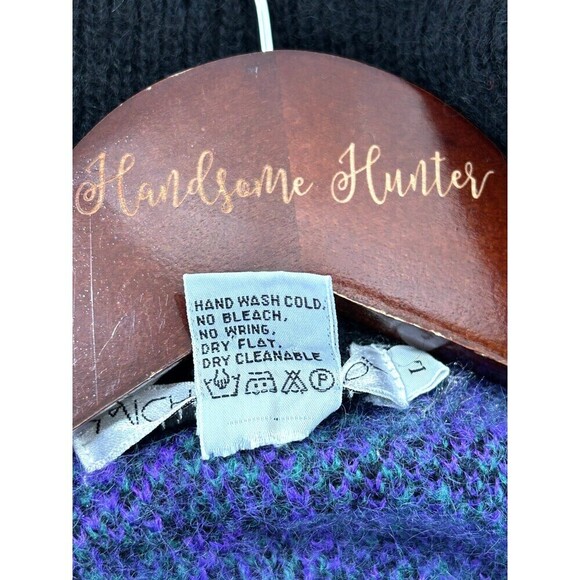 Handsome Hunter
HAND WASH COLD,
NO BLEACH,
NO WRING,
DRY FLAT,
DRY CLEANABLE
P
L